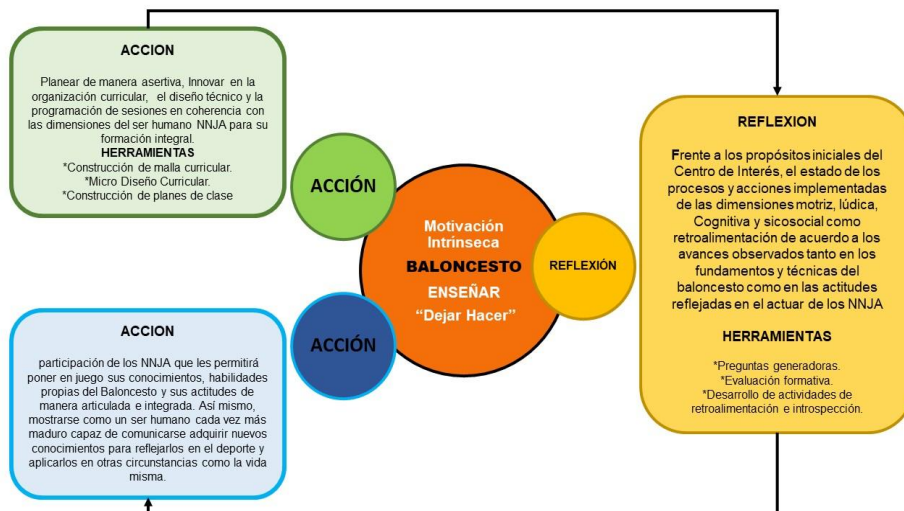 ACCION
Planear de manera asertiva, Innovar en la
organización curricular, el diseño técnico y la
programación de sesiones en coherencia con
las dimensiones del ser humano NNJA para su
formación integral.
HERRAMIENTAS
*Construcción de malla curricular.
*Micro Diseño Curricular.
*Construcción de planes de clase
ACCIÓN
Motivación
Intrínseca
BALONCESTO
ENSEÑAR
“Dejar Hacer”
REFLEXIÓN
REFLEXION
Frente a los propósitos iniciales del
Centro de Interés, el estado de los
procesos y acciones implementadas
de las dimensiones motriz, lúdica,
Cognitiva y sicosocial como
retroalimentación de acuerdo a los
avances observados tanto en los
fundamentos y técnicas del
baloncesto como en las actitudes
reflejadas en el actuar de los NNJA
HERRAMIENTAS
*Preguntas generadoras.
*Evaluación formativa.
*Desarrollo de actividades de
retroalimentación e introspección.
ACCIÓN
ACCION
participación de los NNJA que les permitirá
poner en juego sus conocimientos, habilidades
propias del Baloncesto y sus actitudes de
manera articulada e integrada. Así mismo,
mostrarse como un ser humano cada vez más
maduro capaz de comunicarse adquirir nuevos
conocimientos para reflejarlos en el deporte y
aplicarlos en otras circunstancias como la vida
misma.